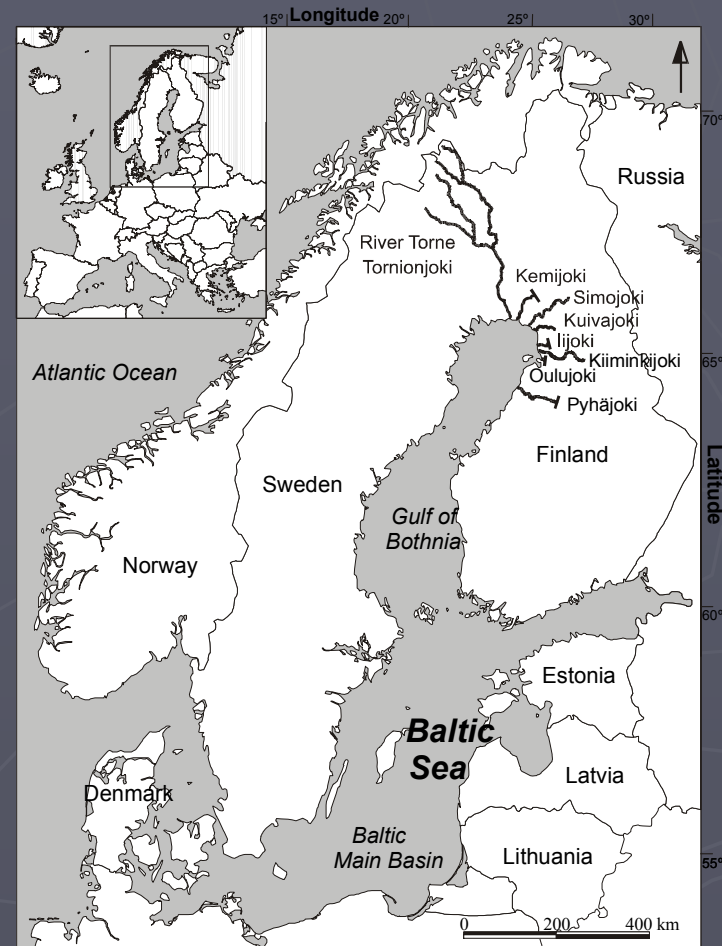 Longitude
15° 20° 25° 30°
70°
Russia
River Torne
Tornionjoki
Kemijoki
Simojoki
Kuivajoki
Iijoki
Kiiminkijoki
65°
Oulujoki
Pyhäjoki
Atlantic Ocean
Finland
Latitude
Sweden
Gulf of
Bothnia
Norway
60°
Estonia
Baltic
Sea
Latvia
Denmark
Baltic
Main Basin
Lithuania
55°
0 200 400 km